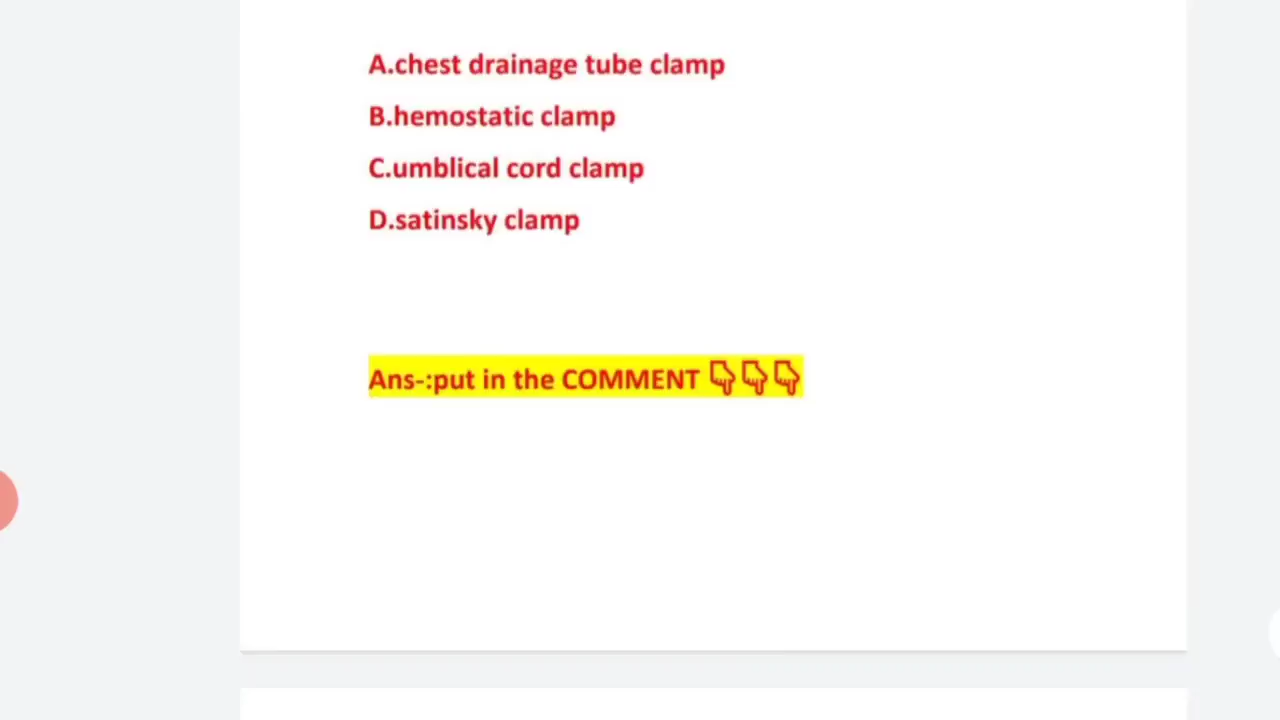 A.chest drainage tube clamp
B.hemostatic clamp
C.umblical cord clamp
D.satinsky clamp
Ans-:put in the COMMENT 👇👇👇